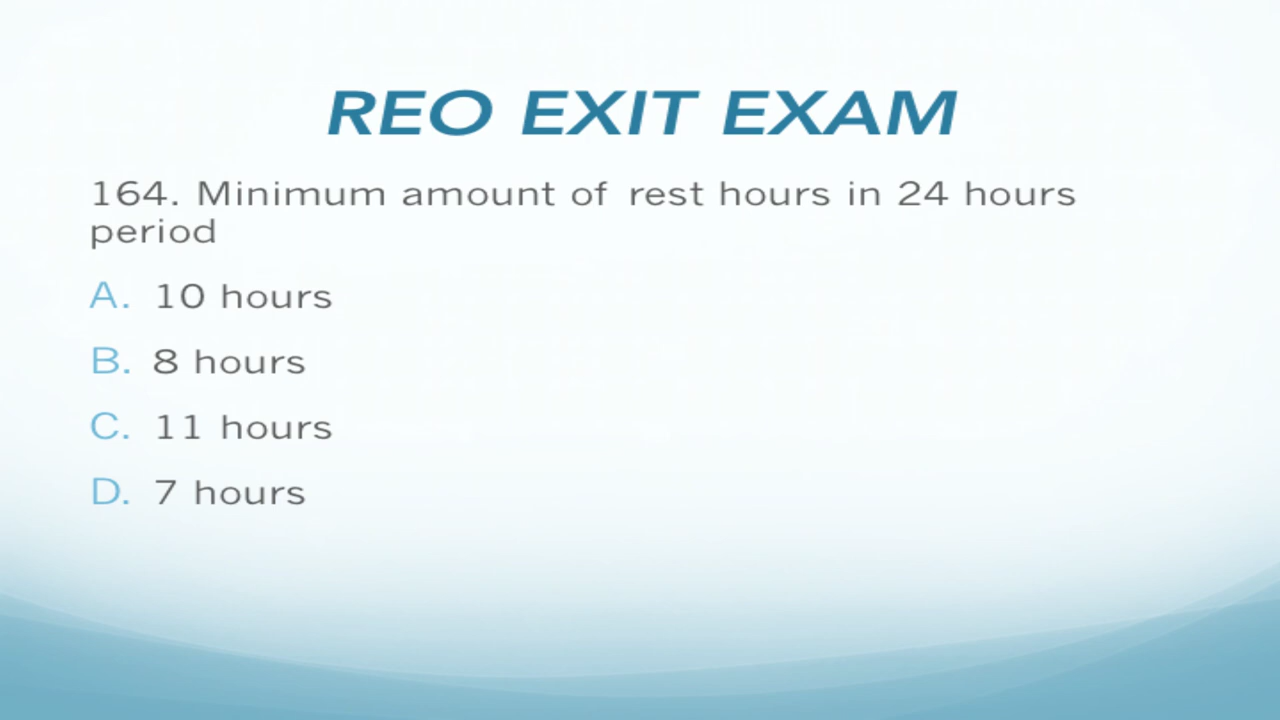 REO EXIT EXAM
164. Minimum amount of rest hours in 24 hours
period
A. 10 hours
B. 8 hours
C. 11 hours
D. 7 hours